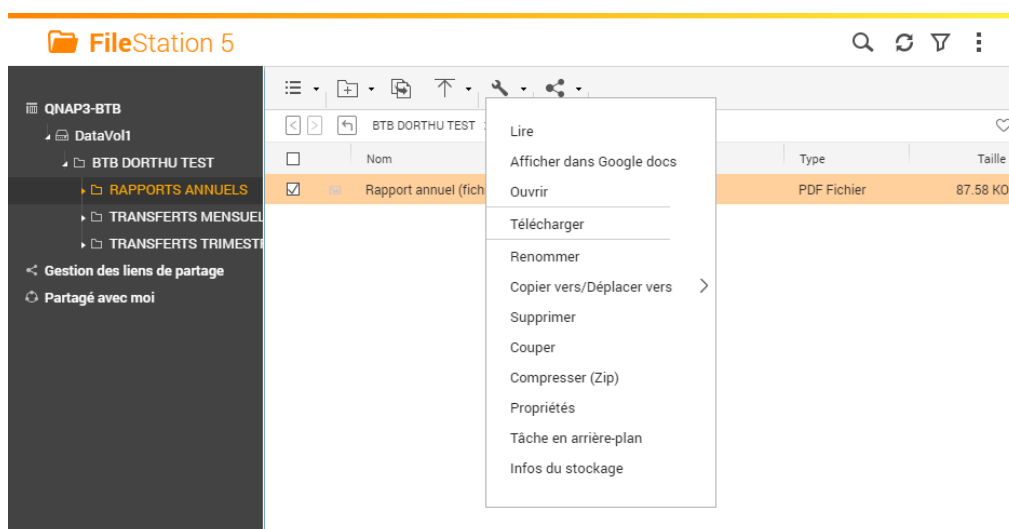 FileStation 5
QNAP3-BTB
DataVol1
BTB DORTHU TEST
RAPPORTS ANNUELS
TRANSFERTS MENSUEL
TRANSFERTS TRIMEST
Gestion des liens de partage
Partagé avec moi
BTB DORTHU TEST
Nom Type Taille
Rapport annuel (fich PDF Fichier 87.58 KO
Lire
Afficher dans Google docs
Ouvrir
Télécharger
Renommer
Copier vers/Déplacer vers
Supprimer
Couper
Compresser (Zip)
Propriétés
Tâche en arrière-plan
Infos du stockage